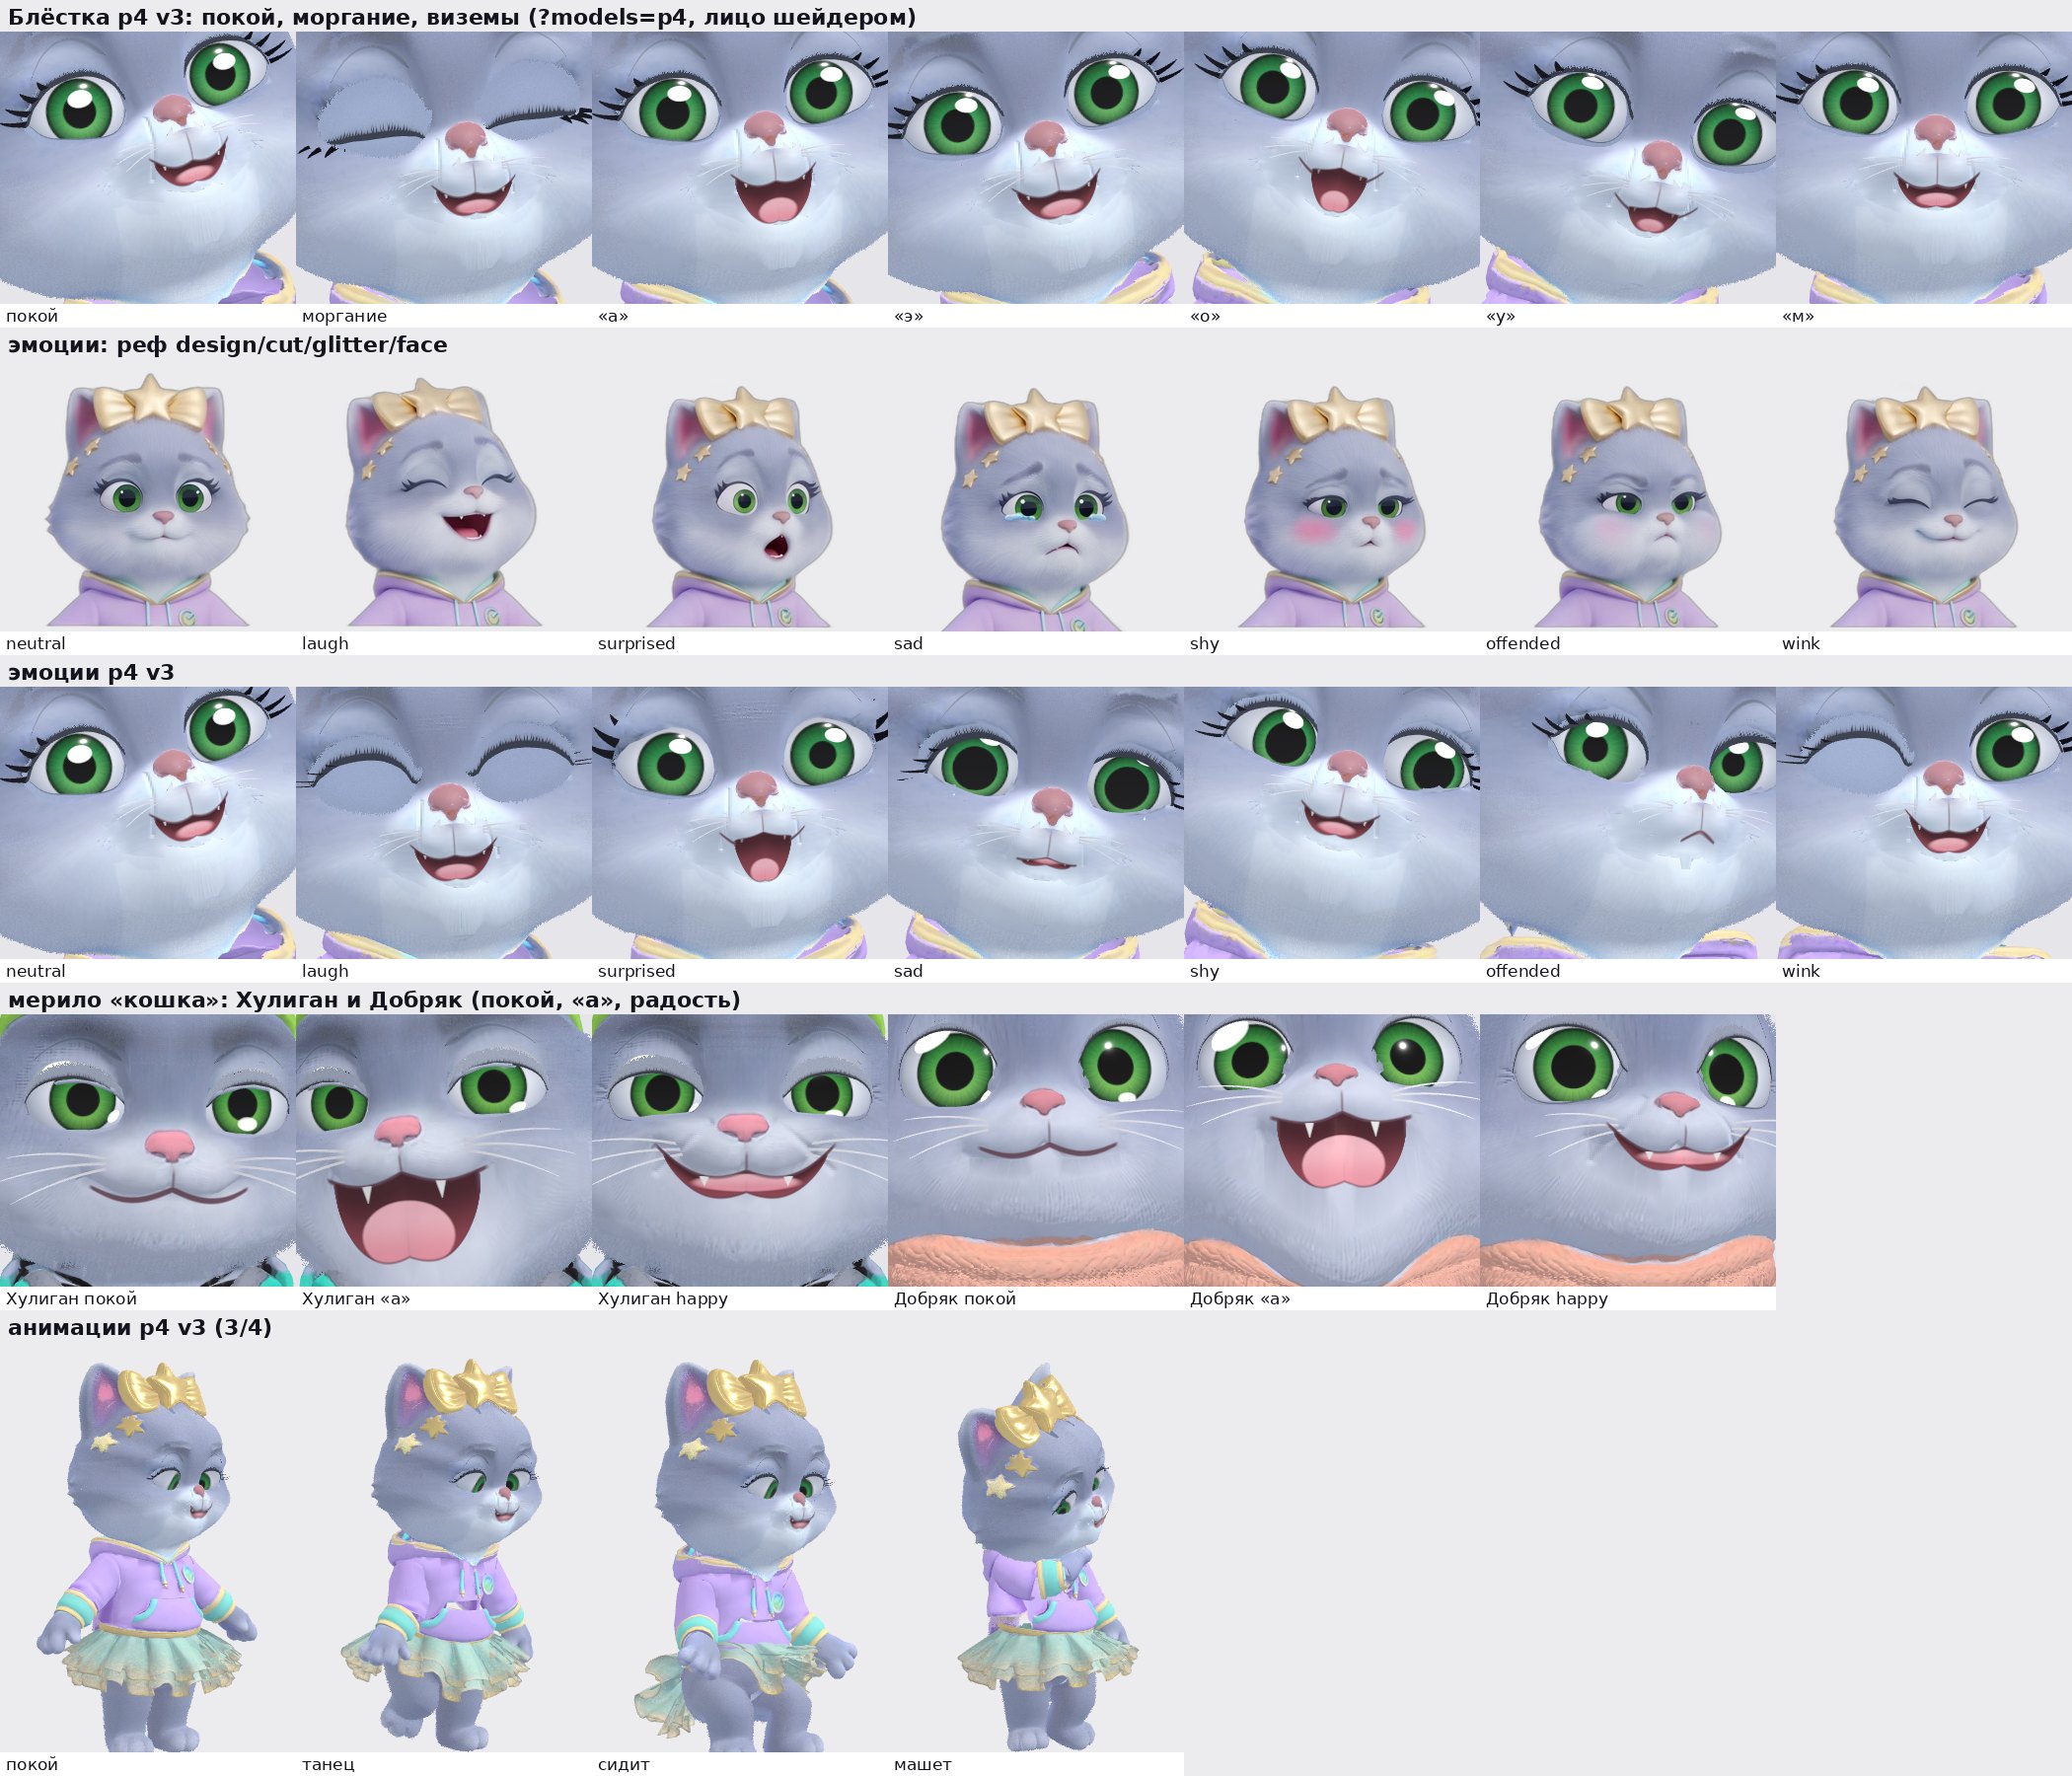 Блёстка p4 v3: покой, моргание, виземы (?models=p4, лицо шейдером)
покой моргание «а» «э» «о» «у» «м»
эмоции: реф design/cut/glitter/face
neutral laugh surprised sad shy offended wink
эмоции p4 v3
neutral laugh surprised sad shy offended wink
мерило «кошка»: Хулиган и Добряк (покой, «а», радость)
Хулиган покой Хулиган «а» Хулиган happy Добряк покой Добряк «а» Добряк happy
анимации p4 v3 (3/4)
покой танец сидит машет